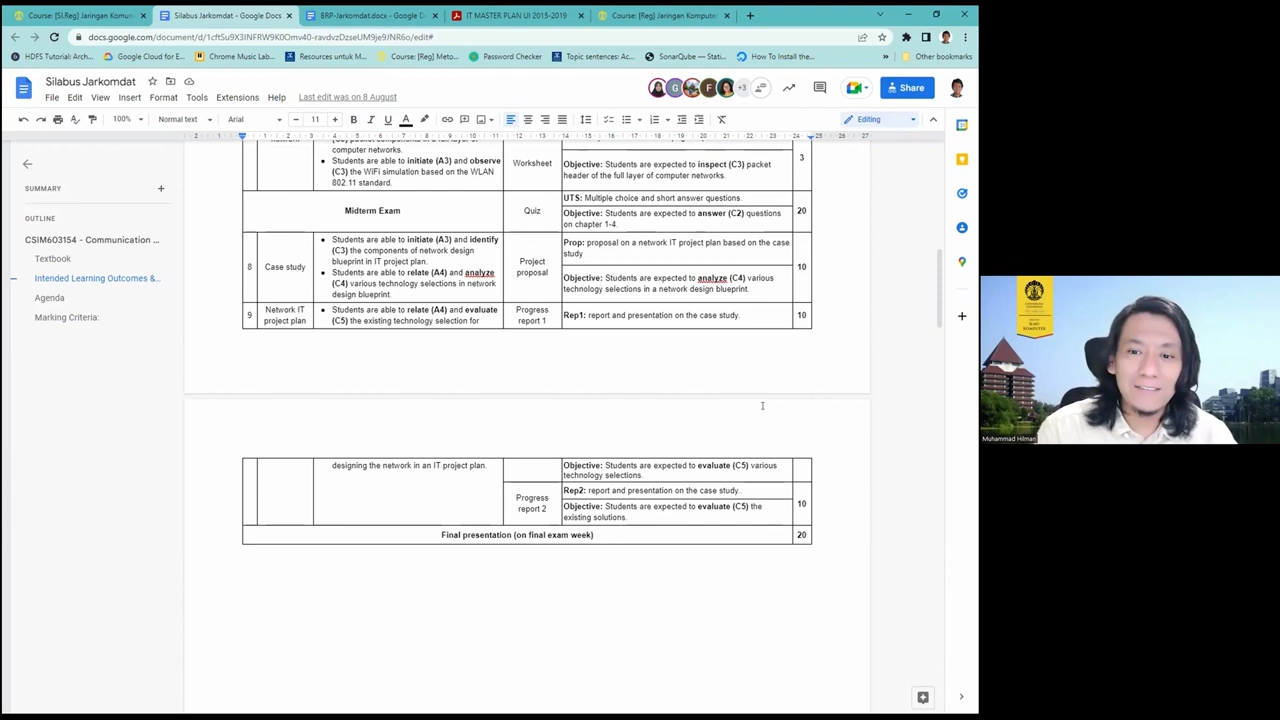 Course: [SI.Reg] Jaringan Komun
Silabus Jarkomdat - Google Docs
BRP-Jarkomdat.docx - Google D
IT MASTER PLAN UI 2015-2019
Course: [Reg] Jaringan Komputer
docs.google.com/document/d/1cftSu9X3INFRW9K0Omv40-ravdvzDzseUM9je9JNR6o/edit#
HDFS Tutorial: Arch...
Google Cloud for E...
Chrome Music Lab...
Resources untuk M...
Course: [Reg] Meto...
Password Checker
Topic sentences: Ac...
SonarQube — Stati...
How To Install the...
»
Other bookmarks
Silabus Jarkomdat
File Edit View Insert Format Tools Extensions Help
Last edit was on 8 August
F
+3
Share
100%
Normal text
Arial
11
Editing
SUMMARY
OUTLINE
CSIM603154 - Communication ...
Textbook
Intended Learning Outcomes &...
Agenda
Marking Criteria:
computer networks.
Students are able to initiate (A3) and observe
(C3) the WiFi simulation based on the WLAN
802.11 standard.
Worksheet
Objective: Students are expected to inspect (C3) packet
header of the full layer of computer networks.
3
Midterm Exam
Quiz
UTS: Multiple choice and short answer questions.
Objective: Students are expected to answer (C2) questions
on chapter 1-4.
20
8
Case study
Students are able to initiate (A3) and identify
(C3) the components of network design
blueprint in IT project plan.
Students are able to relate (A4) and analyze
(C4) various technology selections in network
design blueprint.
Project
proposal
Prop: proposal on a network IT project plan based on the case
study
Objective: Students are expected to analyze (C4) various
technology selections in a network design blueprint.
10
9
Network IT
project plan
Students are able to relate (A4) and evaluate
(C5) the existing technology selection for
Progress
report 1
Rep1: report and presentation on the case study.
10
designing the network in an IT project plan.
Objective: Students are expected to evaluate (C5) various
technology selections.
Progress
report 2
Rep2: report and presentation on the case study.
Objective: Students are expected to evaluate (C5) the
existing solutions.
10
Final presentation (on final exam week)
20
ILMU
KOMPUTER
Muhammad Hilman